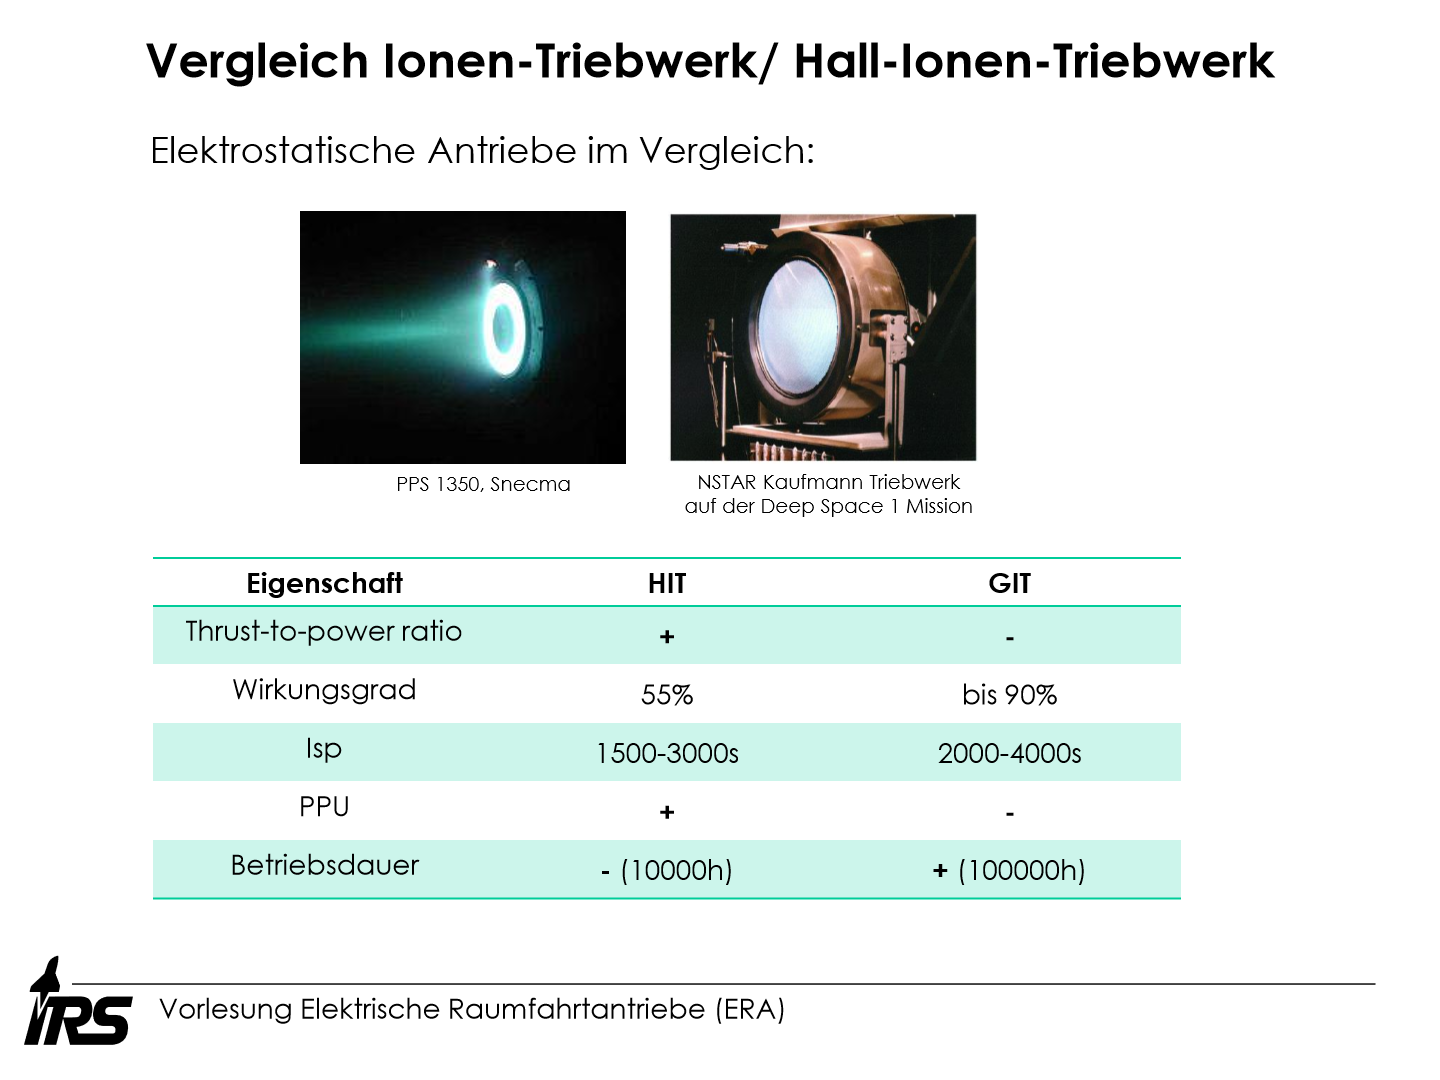 Vergleich Ionen-Triebwerk/ Hall-Ionen-Triebwerk
Elektrostatische Antriebe im Vergleich:
PPS 1350, Snecma
NSTAR Kaufmann Triebwerk
auf der Deep Space 1 Mission
Eigenschaft HIT GIT
Thrust-to-power ratio + -
Wirkungsgrad 55% bis 90%
Isp 1500-3000s 2000-4000s
PPU + -
Betriebsdauer - (10000h) + (100000h)
IRS
Vorlesung Elektrische Raumfahrtantriebe (ERA)